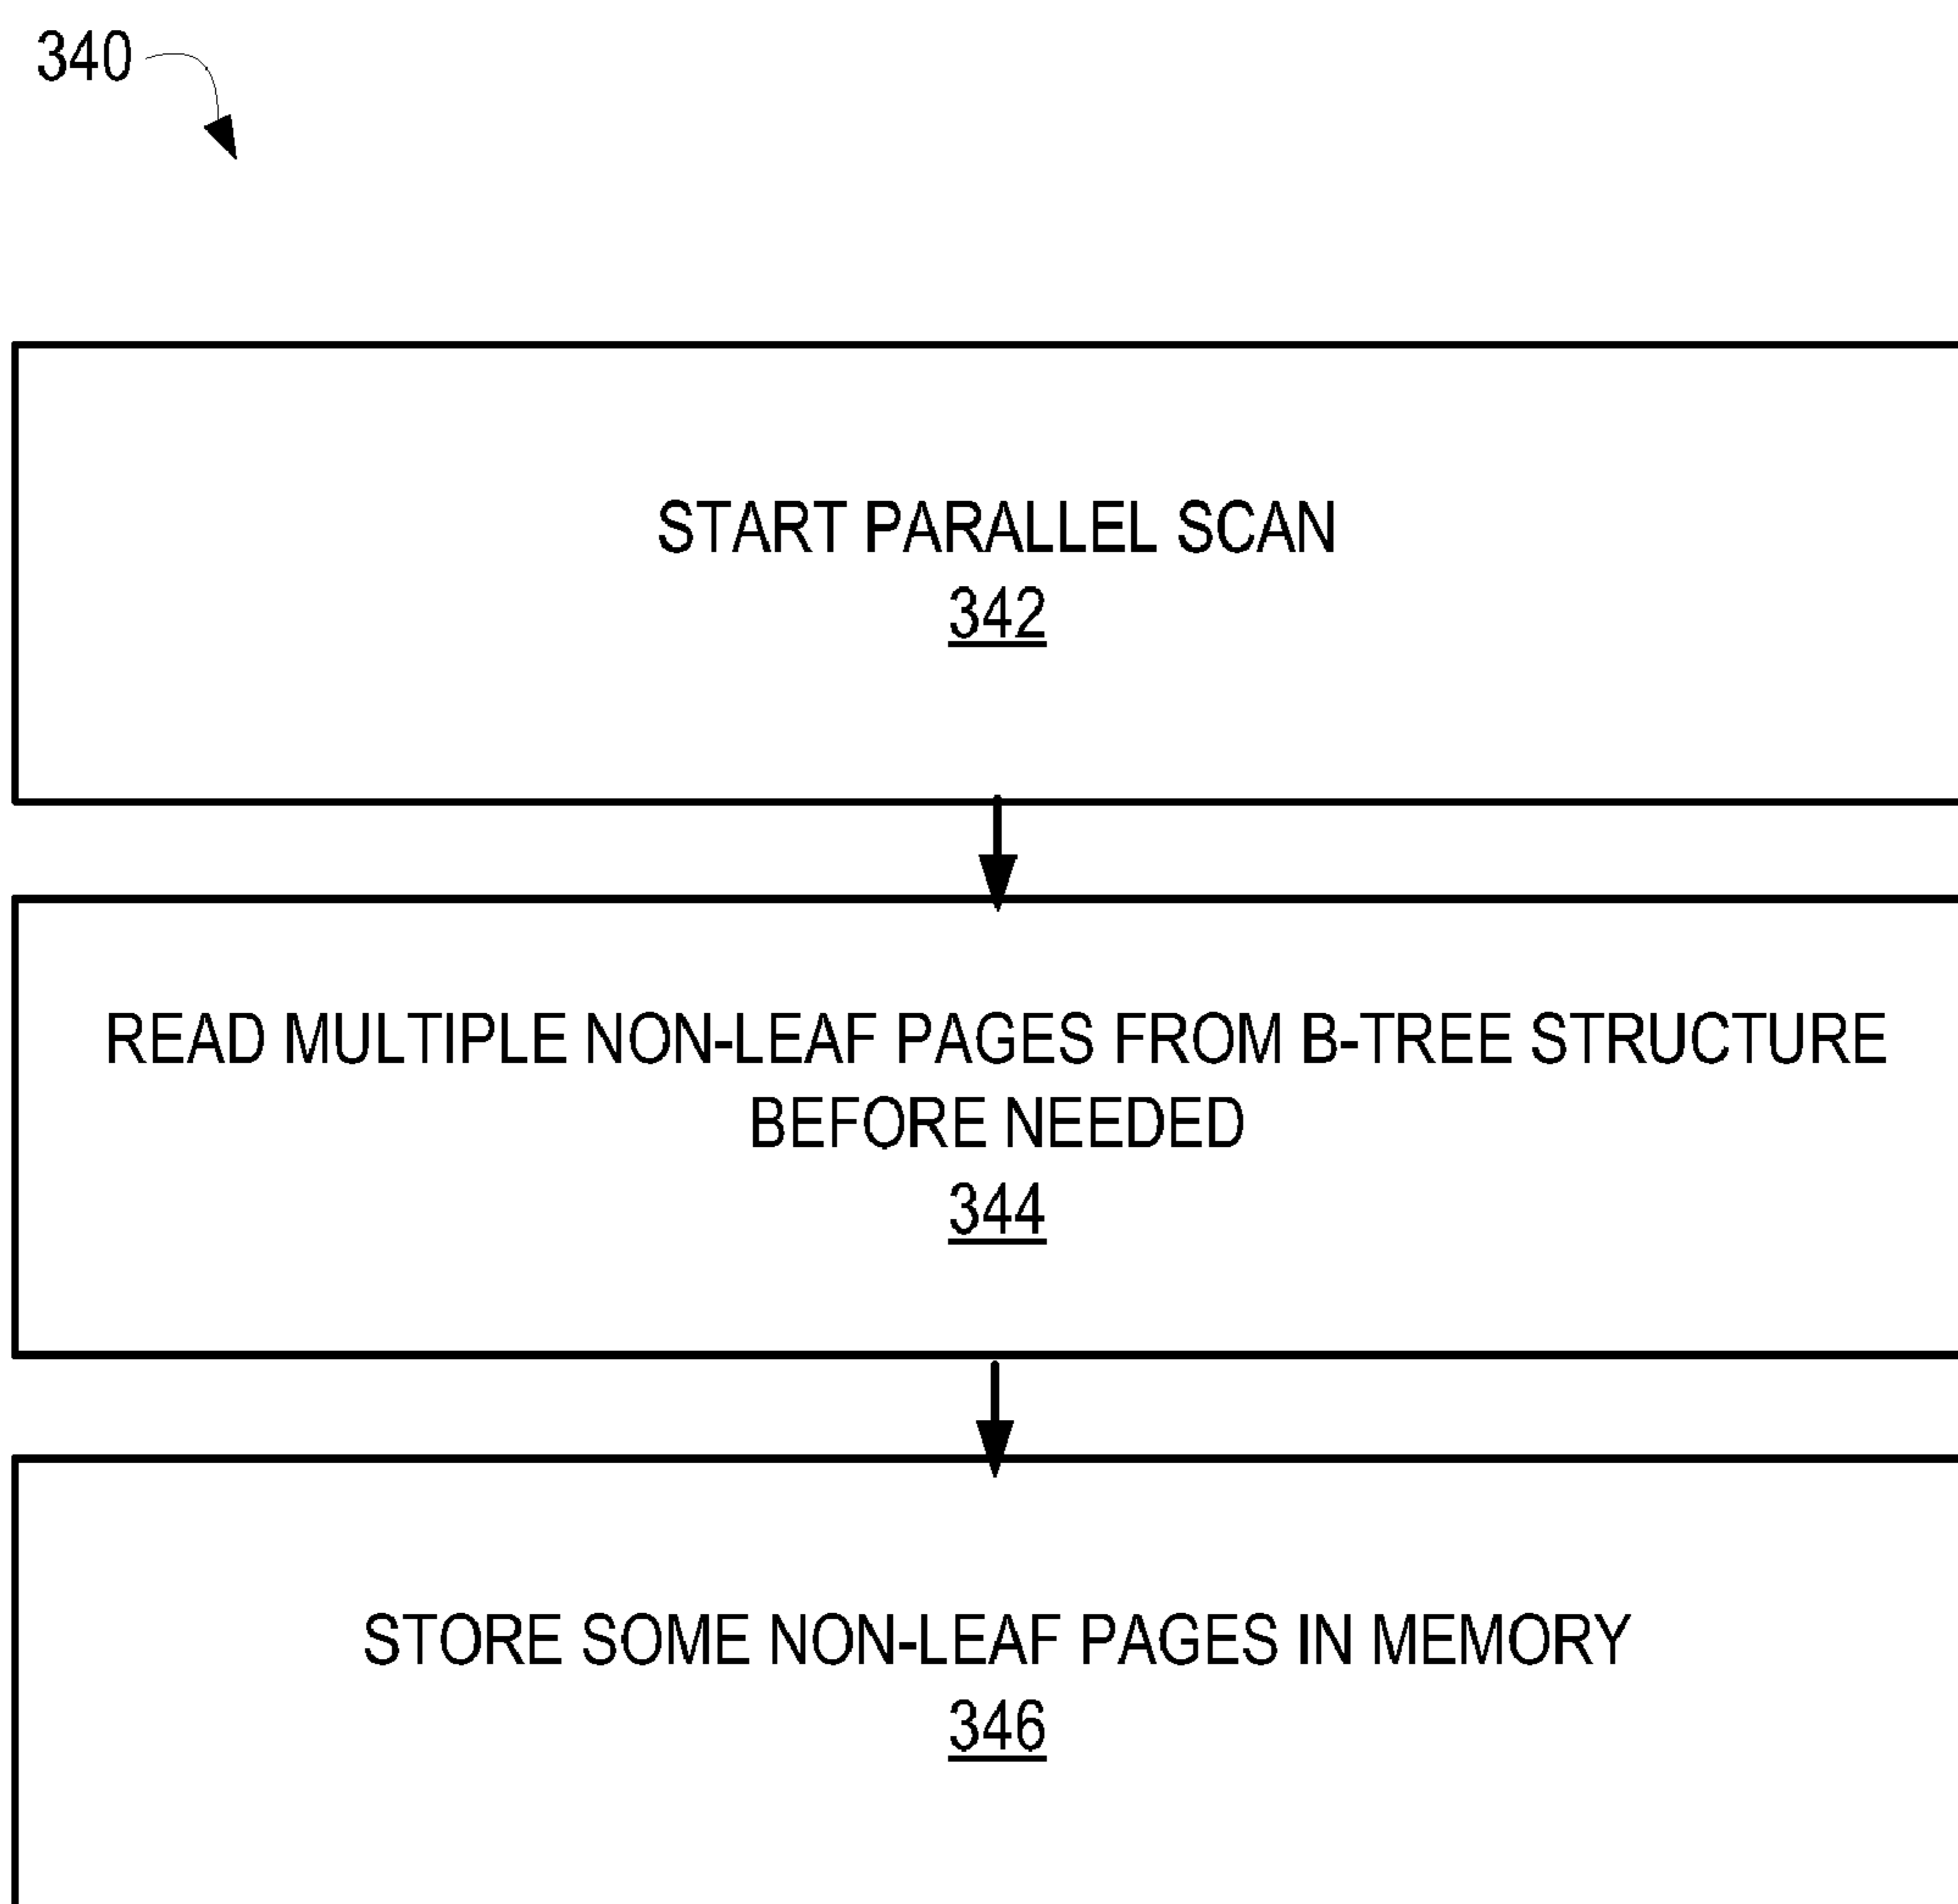 340
START PARALLEL SCAN
342
READ MULTIPLE NON-LEAF PAGES FROM B-TREE STRUCTURE
BEFORE NEEDED
344
STORE SOME NON-LEAF PAGES IN MEMORY
346